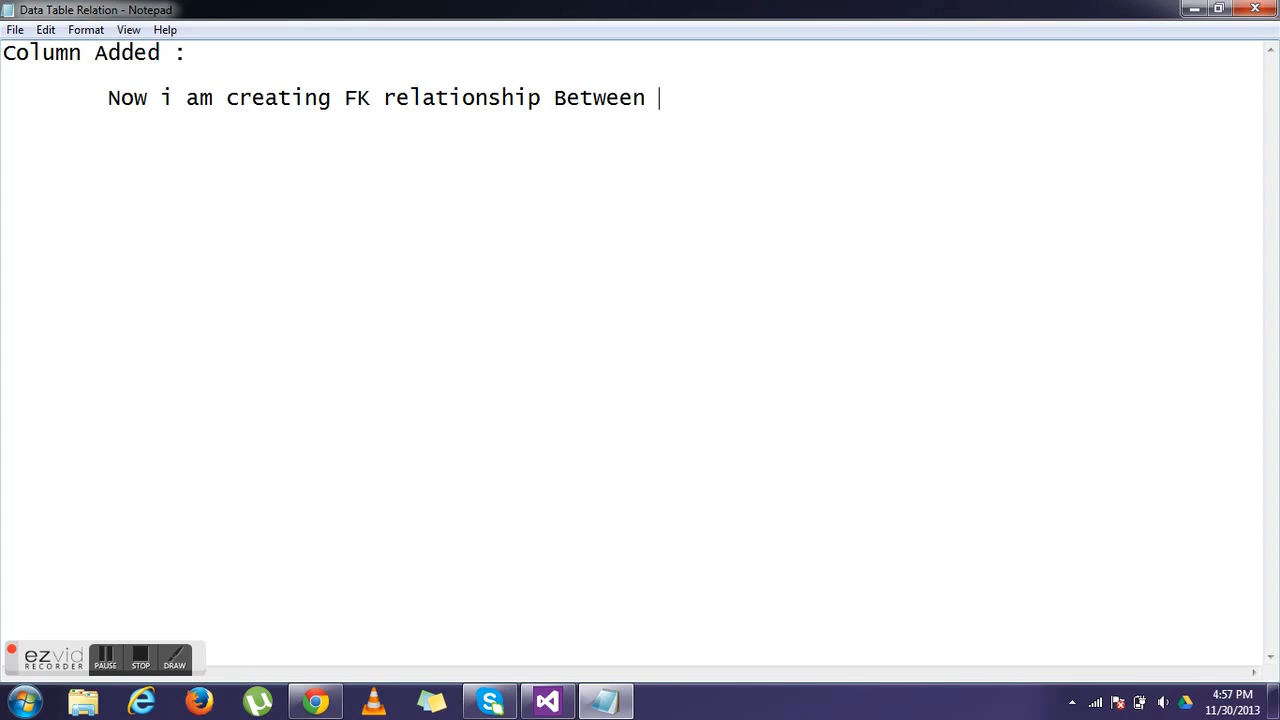 Data Table Relation - Notepad
File Edit Format View Help
Column Added :
Now i am creating FK relationship Between
ezvid
RECORDER
PAUSE STOP DRAW
4:57 PM
11/30/2013